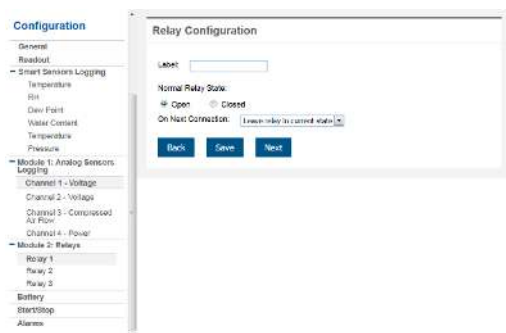 Configuration
General
Readout
Smart Sensors Logging
Temperature
RH
Dew Point
Water Content
Temperature
Pressure
Module 1: Analog Sensors
Logging
Channel 1 - Voltage
Channel 2 - Voltage
Channel 3 - Compressed
Air Flow
Channel 4 - Power
Module 2: Relays
Relay 1
Relay 2
Relay 3
Battery
Start/Stop
Alarms
Relay Configuration
Label:
Normal Relay State:
Open Closed
On Next Connection: Leave relay in current state
Back Save Next